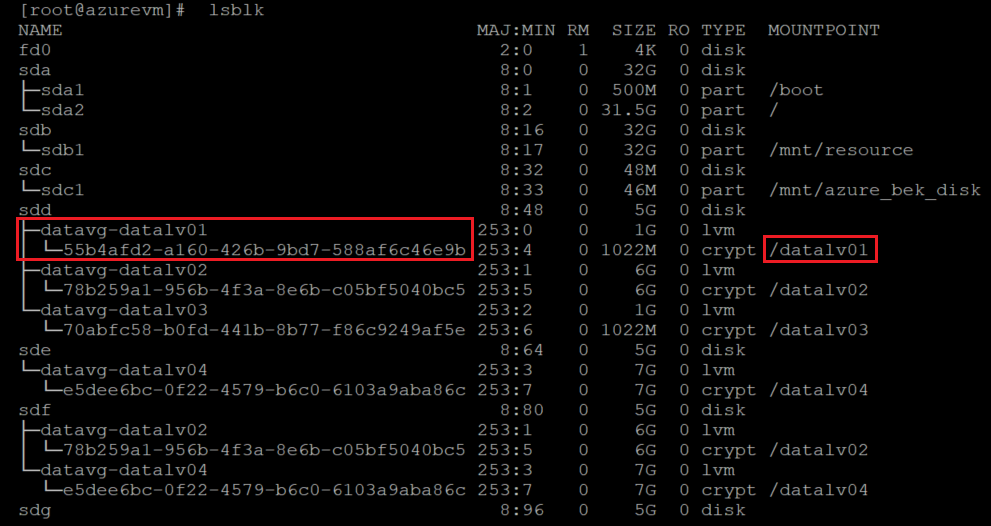 [root@azurevm]# lsblk
NAME MAJ:MIN RM SIZE RO TYPE MOUNTPOINT
fd0 2:0 1 4K 0 disk
sda 8:0 0 32G 0 disk
├─sda1 8:1 0 500M 0 part /boot
└─sda2 8:2 0 31.5G 0 part /
sdb 8:16 0 32G 0 disk
└─sdb1 8:17 0 32G 0 part /mnt/resource
sdc 8:32 0 48M 0 disk
└─sdc1 8:33 0 46M 0 part /mnt/azure_bek_disk
sdd 8:48 0 5G 0 disk
├─datavg-datalv01 253:0 0 1G 0 lvm
│ └─55b4afd2-a160-426b-9bd7-588af6c46e9b 253:4 0 1022M 0 crypt /datalv01
├─datavg-datalv02 253:1 0 6G 0 lvm
│ └─78b259a1-956b-4f3a-8e6b-c05bf5040bc5 253:5 0 6G 0 crypt /datalv02
└─datavg-datalv03 253:2 0 1G 0 lvm
└─70abfc58-b0fd-441b-8b77-f86c9249af5e 253:6 0 1022M 0 crypt /datalv03
sde 8:64 0 5G 0 disk
└─datavg-datalv04 253:3 0 7G 0 lvm
└─e5dee6bc-0f22-4579-b6c0-6103a9aba86c 253:7 0 7G 0 crypt /datalv04
sdf 8:80 0 5G 0 disk
├─datavg-datalv02 253:1 0 6G 0 lvm
│ └─78b259a1-956b-4f3a-8e6b-c05bf5040bc5 253:5 0 6G 0 crypt /datalv02
└─datavg-datalv04 253:3 0 7G 0 lvm
└─e5dee6bc-0f22-4579-b6c0-6103a9aba86c 253:7 0 7G 0 crypt /datalv04
sdg 8:96 0 5G 0 disk